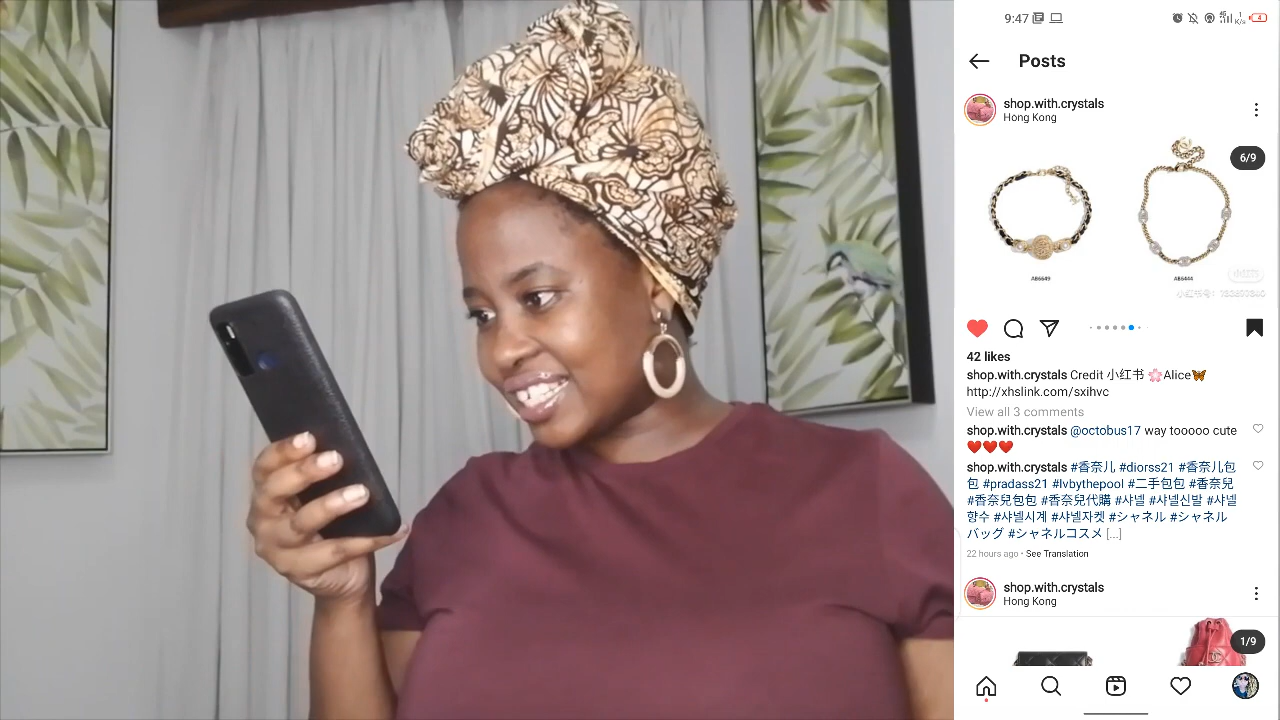 9:47
4
Posts
shop.with.crystals
Hong Kong
6/9
AB6649
AB6444
42 likes
shop.with.crystals Credit 小红书 🌸Alice🦋
http://xhslink.com/sxihvc
View all 3 comments
shop.with.crystals @octobus17 way tooooo cute
❤️❤️❤️
shop.with.crystals #香奈儿 #diorss21 #香奈儿包
包 #pradass21 #lvbythepool #二手包包 #香奈兒
#香奈兒包包 #香奈兒代購 #샤넬 #샤넬신발 #샤넬
향수 #샤넬시계 #샤넬자켓 #シャネル #シャネル
バッグ #シャネルコスメ [...]
22 hours ago • See Translation
shop.with.crystals
Hong Kong
1/9